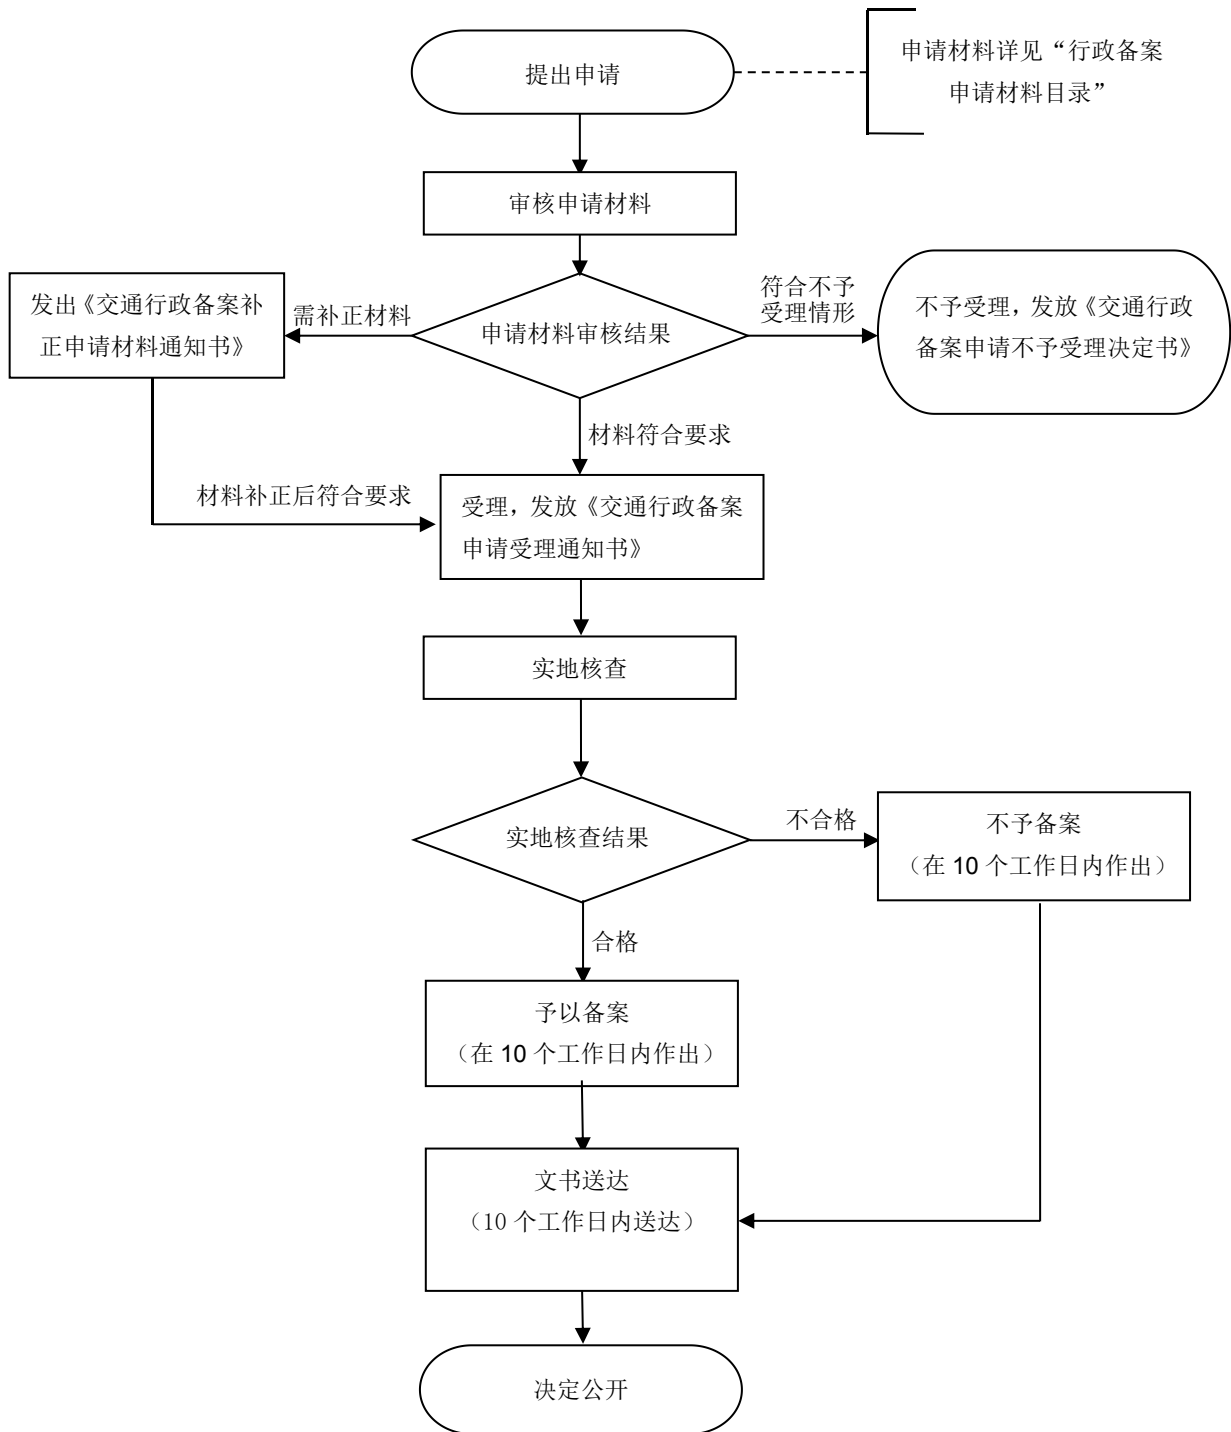 提出申请
申请材料详见“行政备案
申请材料目录”
审核申请材料
发出《交通行政备案补
正申请材料通知书》
需补正材料
申请材料审核结果
符合不予
受理情形
不予受理，发放《交通行政
备案申请不予受理决定书》
材料符合要求
材料补正后符合要求
受理，发放《交通行政备案
申请受理通知书》
实地核查
实地核查结果
不合格
不予备案
（在 10 个工作日内作出）
合格
予以备案
（在 10 个工作日内作出）
文书送达
（10 个工作日内送达）
决定公开